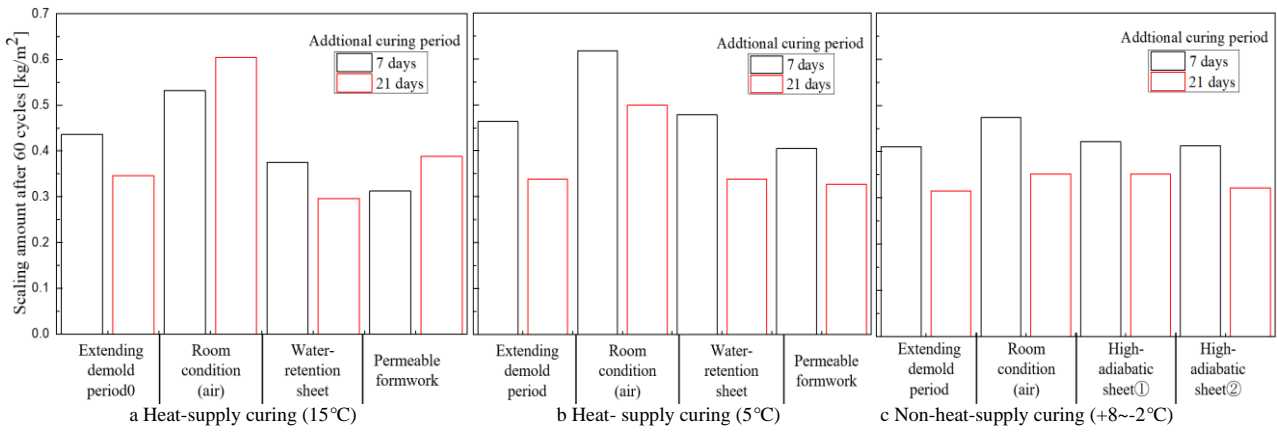 Scaling amount after 60 cycles [kg/m²]
0.7
0.6
0.5
0.4
0.3
0.2
0.1
0.0
Addtional curing period
7 days
21 days
Extending
demold
period0
Room
condition
(air)
Water-
retention
sheet
Permeable
formwork
a Heat-supply curing (15°C)
Addtional curing period
7 days
21 days
Extending
demold
period
Room
condition
(air)
Water-
retention
sheet
Permeable
formwork
b Heat- supply curing (5°C)
Addtional curing period
7 days
21 days
Extending
demold
period
Room
condition
(air)
High-
adiabatic
sheet①
High-
adiabatic
sheet②
c Non-heat-supply curing (+8~-2°C)